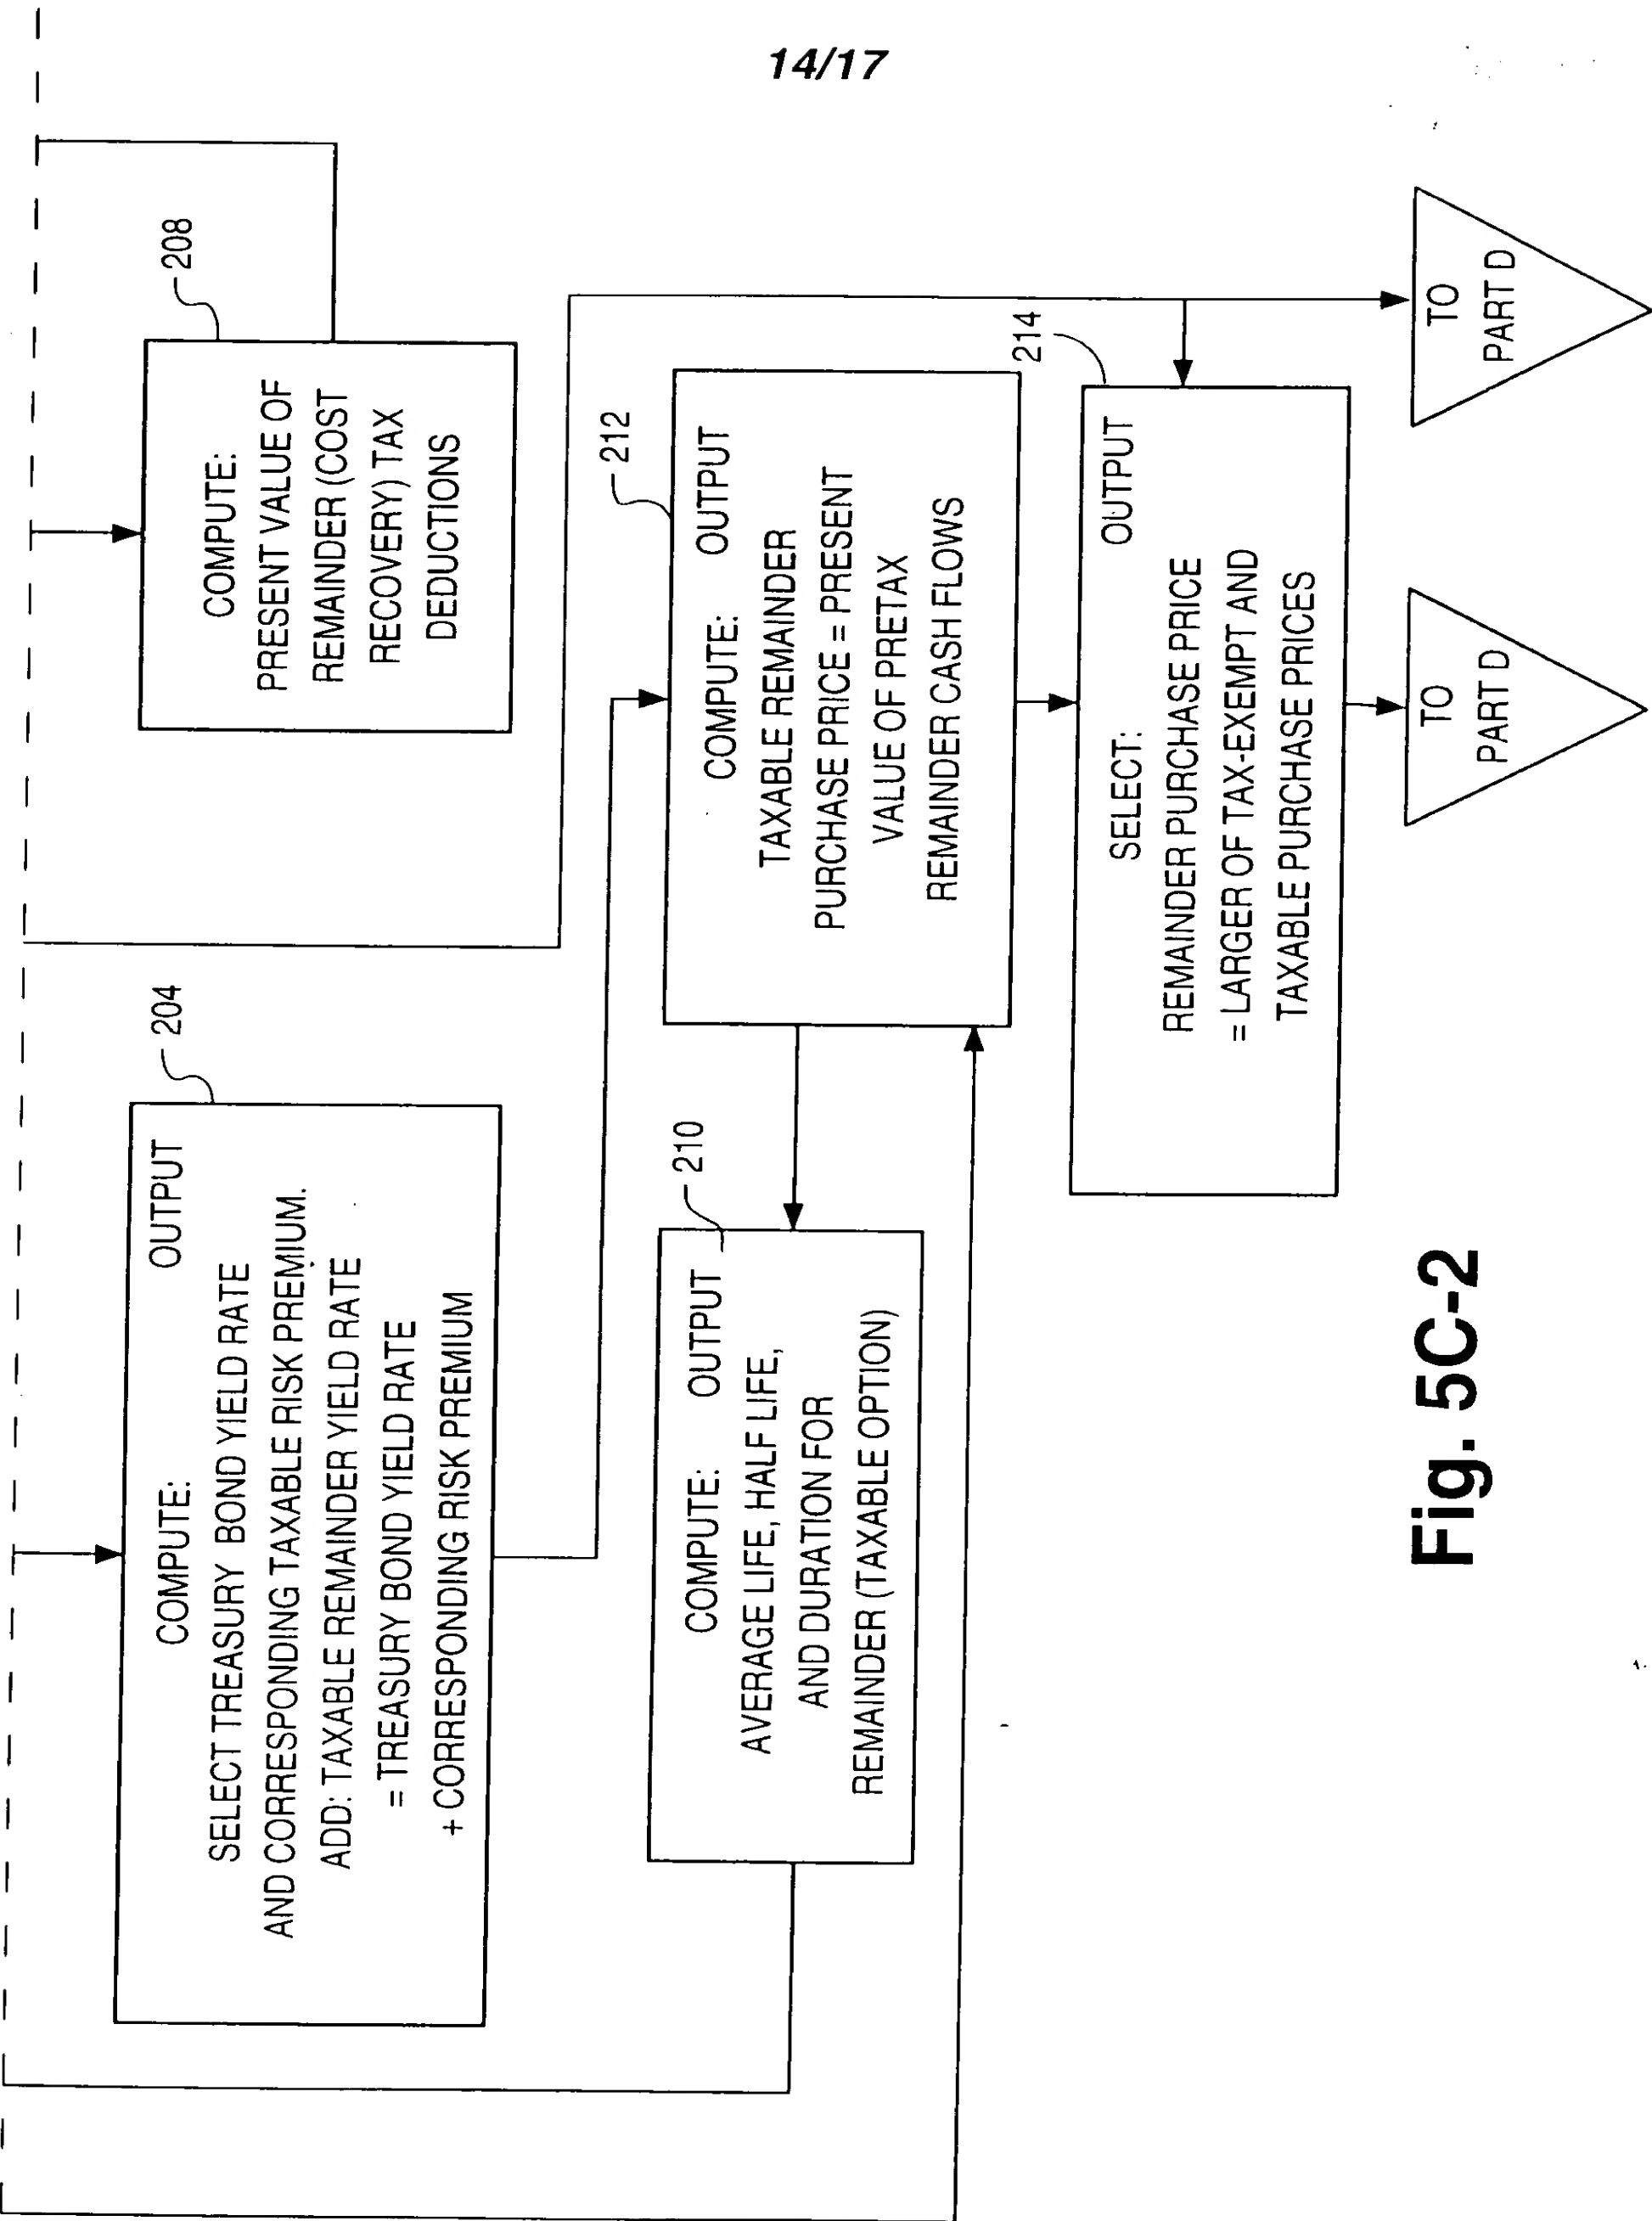 14/17
208
COMPUTE:
PRESENT VALUE OF
REMAINDER (COST
RECOVERY) TAX
DEDUCTIONS
204
OUTPUT
COMPUTE:
SELECT TREASURY BOND YIELD RATE
AND CORRESPONDING TAXABLE RISK PREMIUM.
ADD: TAXABLE REMAINDER YIELD RATE
= TREASURY BOND YIELD RATE
+ CORRESPONDING RISK PREMIUM
212
COMPUTE: OUTPUT
TAXABLE REMAINDER
PURCHASE PRICE = PRESENT
VALUE OF PRETAX
REMAINDER CASH FLOWS
210
COMPUTE: OUTPUT
AVERAGE LIFE, HALF LIFE,
AND DURATION FOR
REMAINDER (TAXABLE OPTION)
214
OUTPUT
SELECT:
REMAINDER PURCHASE PRICE
= LARGER OF TAX-EXEMPT AND
TAXABLE PURCHASE PRICES
TO
PART D
TO
PART D
Fig. 5C-2